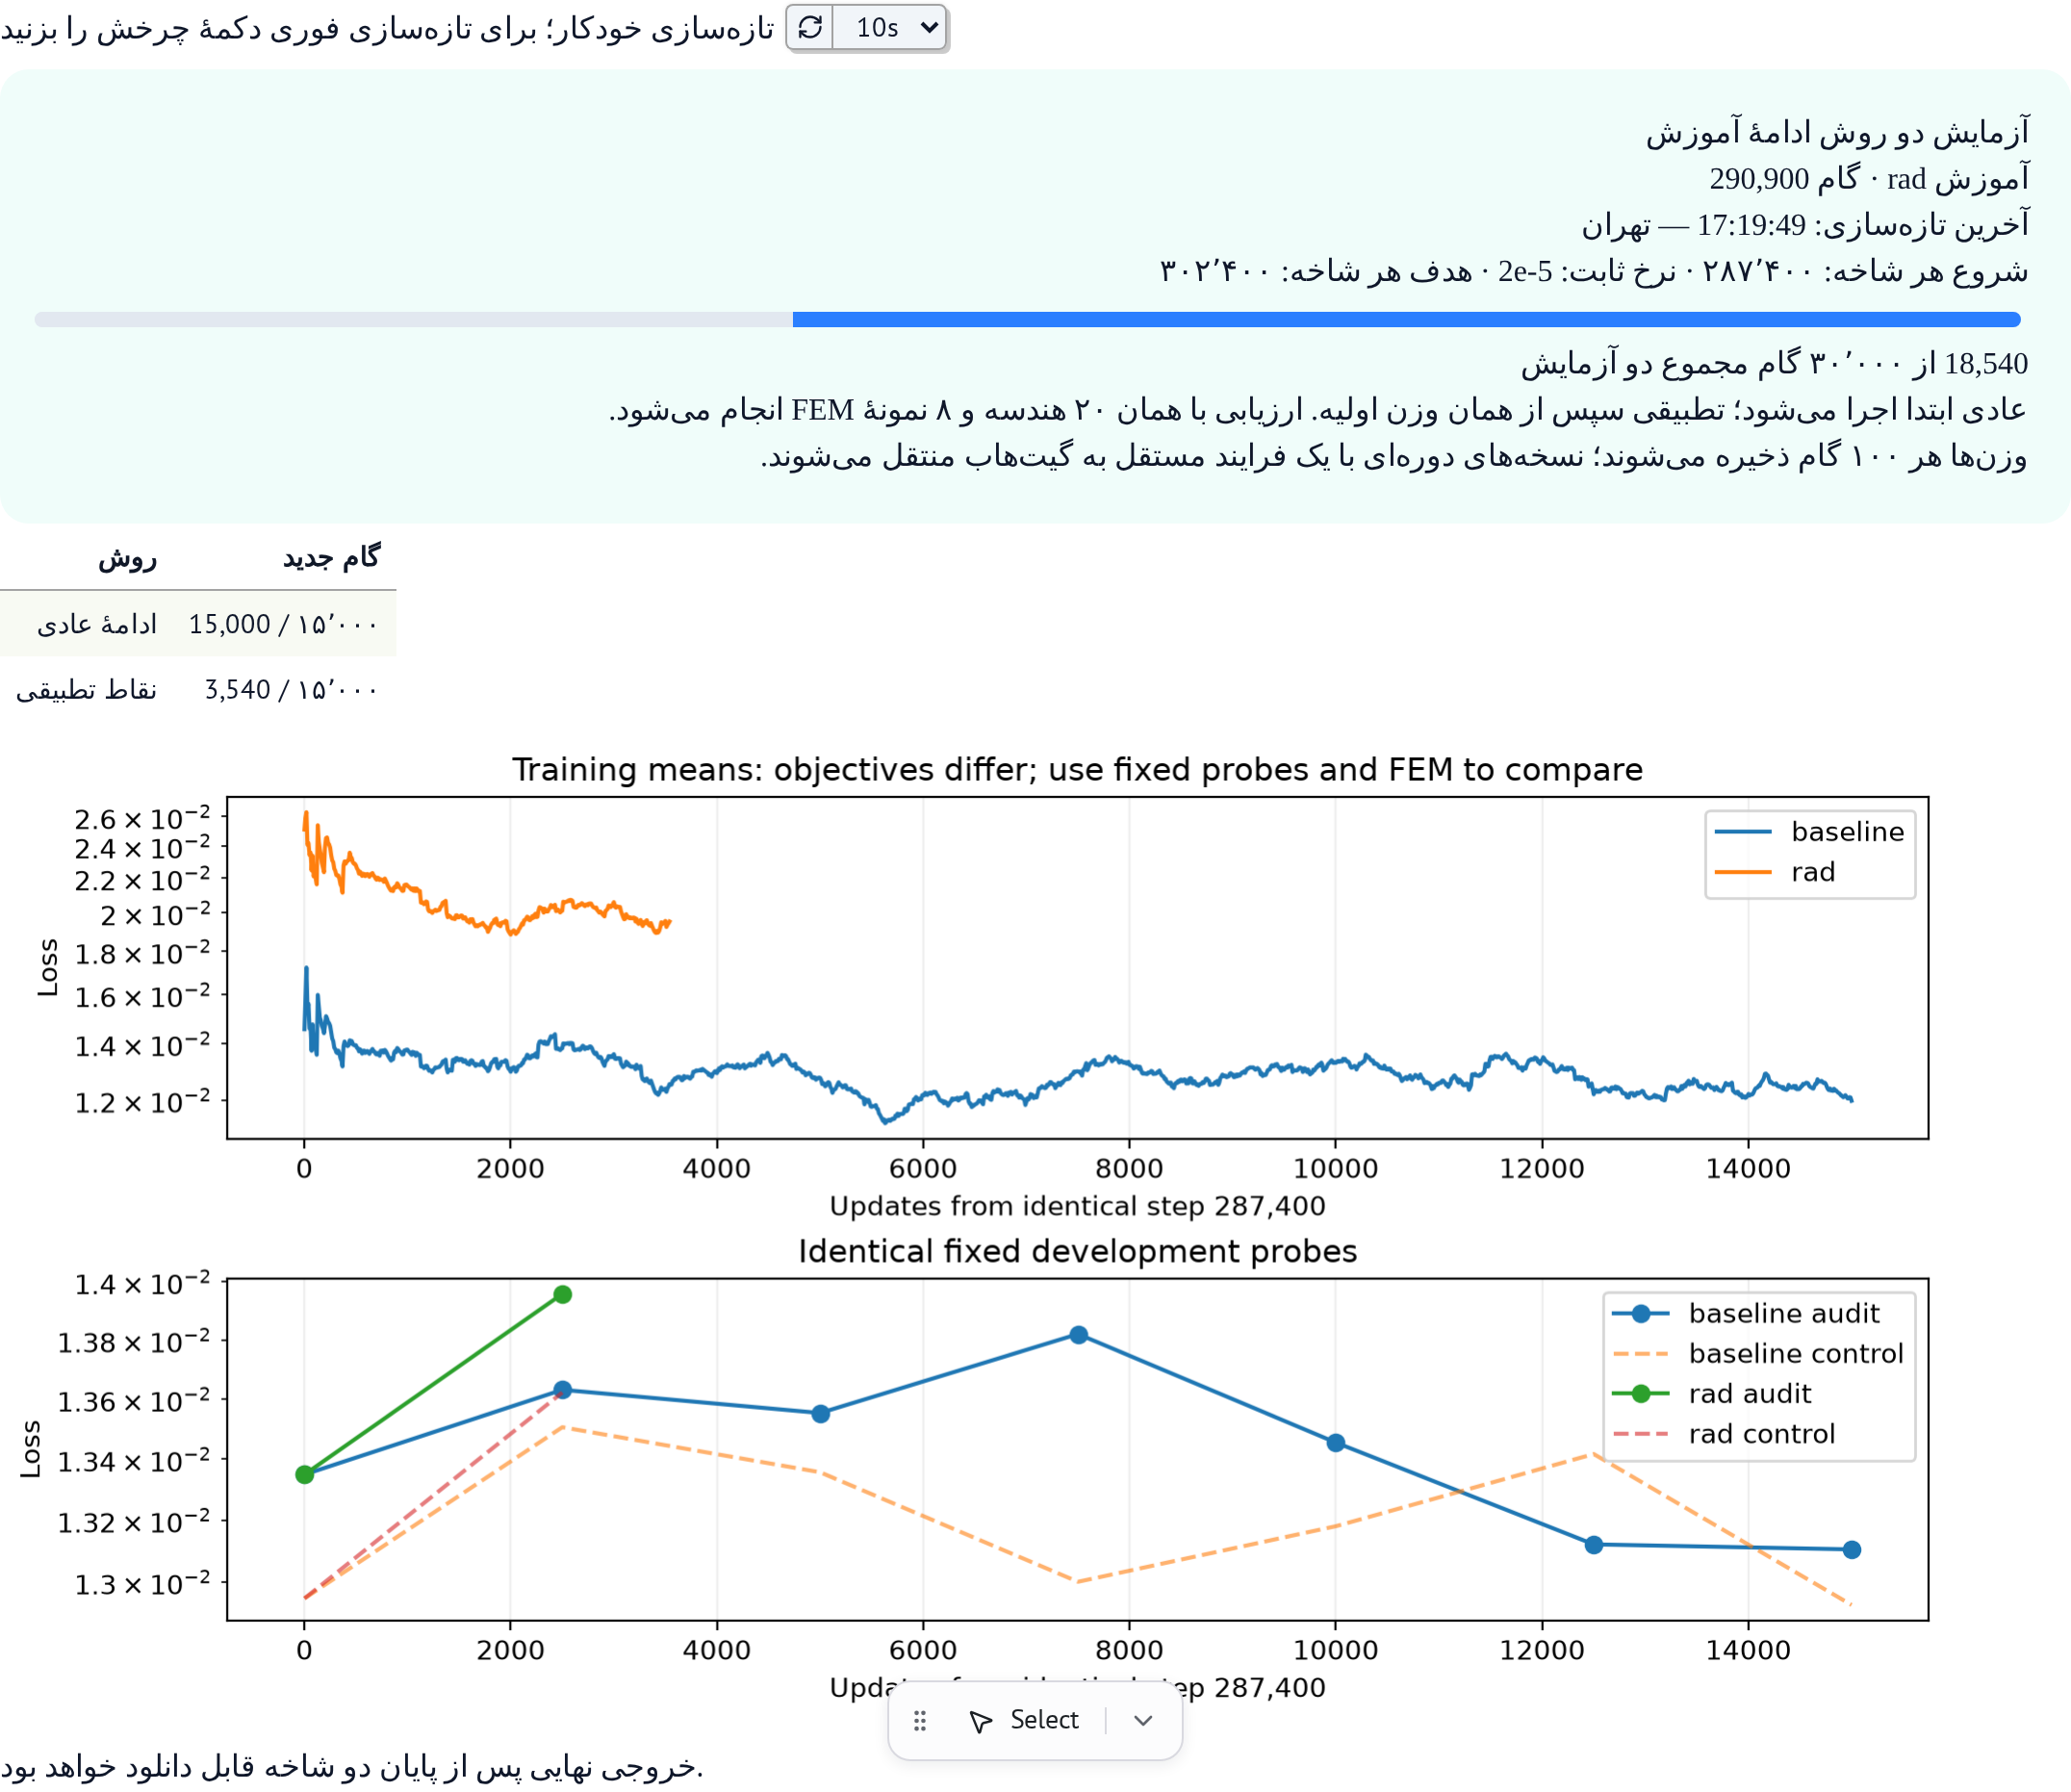 تازه‌سازی خودکار؛ برای تازه‌سازی فوری دکمهٔ چرخش را بزنید 10s
آزمایش دو روش ادامهٔ آموزش
آموزش rad · گام 290,900
آخرین تازه‌سازی: 17:19:49 — تهران
شروع هر شاخه: ۲۸۷٬۴۰۰ · نرخ ثابت: 2e-5 · هدف هر شاخه: ۳۰۲٬۴۰۰
18,540 از ۳۰٬۰۰۰ گام مجموع دو آزمایش
عادی ابتدا اجرا می‌شود؛ تطبیقی سپس از همان وزن اولیه. ارزیابی با همان ۲۰ هندسه و ۸ نمونهٔ FEM انجام می‌شود.
وزن‌ها هر ۱۰۰ گام ذخیره می‌شوند؛ نسخه‌های دوره‌ای با یک فرایند مستقل به گیت‌هاب منتقل می‌شوند.
روش گام جدید
ادامهٔ عادی 15,000 / ۱۵٬۰۰۰
نقاط تطبیقی 3,540 / ۱۵٬۰۰۰
Training means: objectives differ; use fixed probes and FEM to compare
2.6 × 10⁻²
2.4 × 10⁻²
2.2 × 10⁻²
2 × 10⁻²
1.8 × 10⁻²
1.6 × 10⁻²
1.4 × 10⁻²
1.2 × 10⁻²
Loss
baseline
rad
0 2000 4000 6000 8000 10000 12000 14000
Updates from identical step 287,400
Identical fixed development probes
1.4 × 10⁻²
1.38 × 10⁻²
1.36 × 10⁻²
1.34 × 10⁻²
1.32 × 10⁻²
1.3 × 10⁻²
Loss
baseline audit
baseline control
rad audit
rad control
0 2000 4000 6000 8000 10000 12000 14000
287,400
Select
خروجی نهایی پس از پایان دو شاخه قابل دانلود خواهد بود.